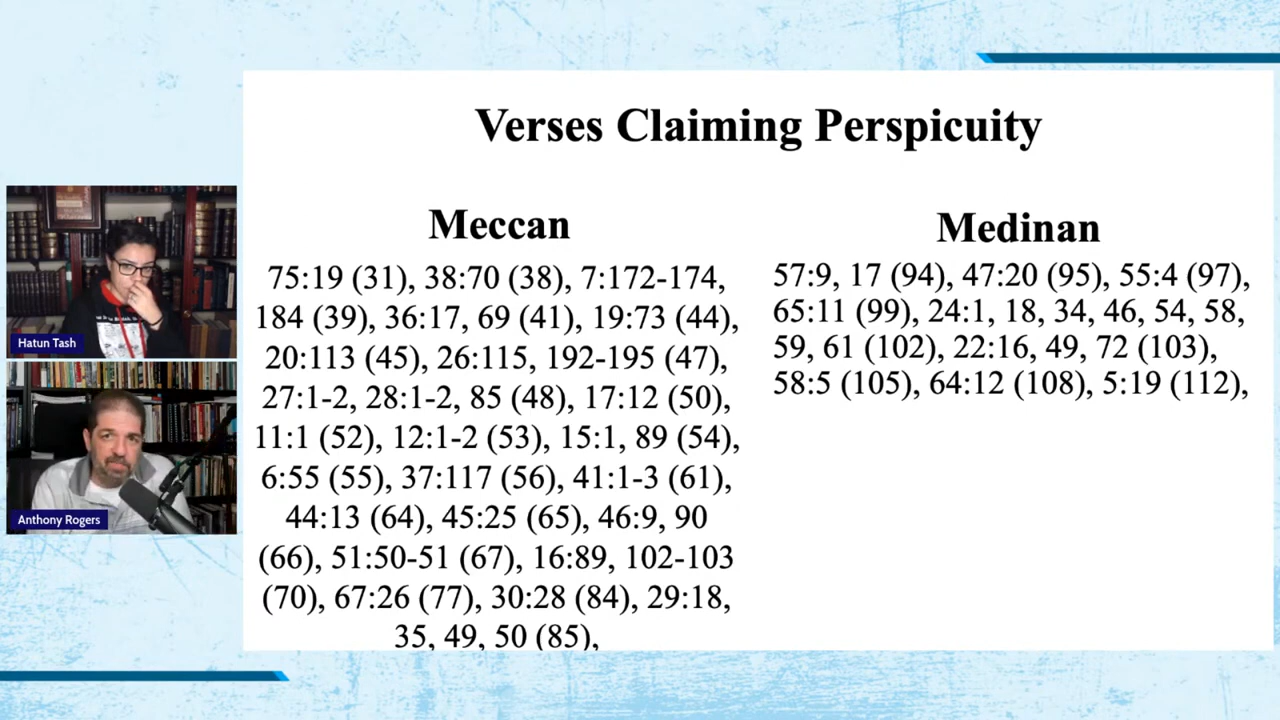 Verses Claiming Perspicuity
Meccan
75:19 (31), 38:70 (38), 7:172-174,
184 (39), 36:17, 69 (41), 19:73 (44),
20:113 (45), 26:115, 192-195 (47),
27:1-2, 28:1-2, 85 (48), 17:12 (50),
11:1 (52), 12:1-2 (53), 15:1, 89 (54),
6:55 (55), 37:117 (56), 41:1-3 (61),
44:13 (64), 45:25 (65), 46:9, 90
(66), 51:50-51 (67), 16:89, 102-103
(70), 67:26 (77), 30:28 (84), 29:18,
35, 49, 50 (85),
Medinan
57:9, 17 (94), 47:20 (95), 55:4 (97),
65:11 (99), 24:1, 18, 34, 46, 54, 58,
59, 61 (102), 22:16, 49, 72 (103),
58:5 (105), 64:12 (108), 5:19 (112),
Hatun Tash
Anthony Rogers